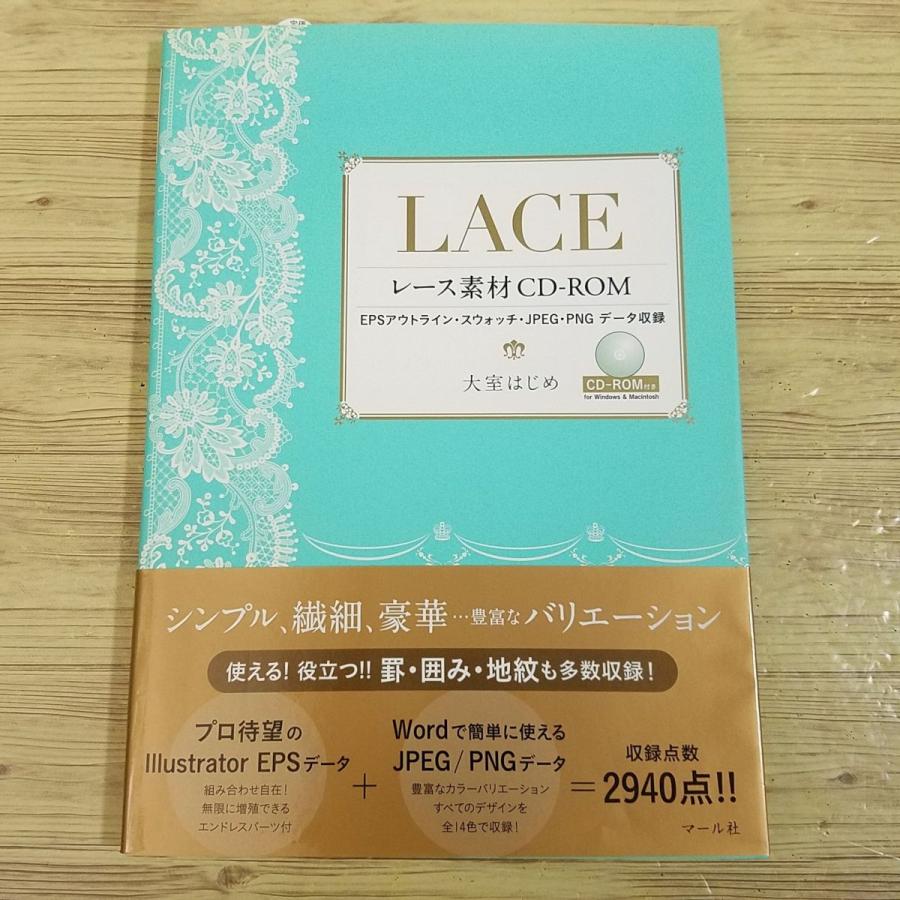 定価
LACE
レース素材CD-ROM
EPSアウトライン・スウォッチ・JPEG・PNG データ収録
大室はじめ
CD-ROM付き
for Windows & Macintosh
シンプル、繊細、豪華…豊富なバリエーション
使える!役立つ!!罫・囲み・地紋も多数収録!
プロ待望の
Illustrator EPSデータ
組み合わせ自在!
無限に増殖できる
エンドレスパーツ付
+
Wordで簡単に使える
JPEG/PNGデータ
豊富なカラーバリエーション
すべてのデザインを
全14色で収録!
=
収録点数
2940点!!
マール社